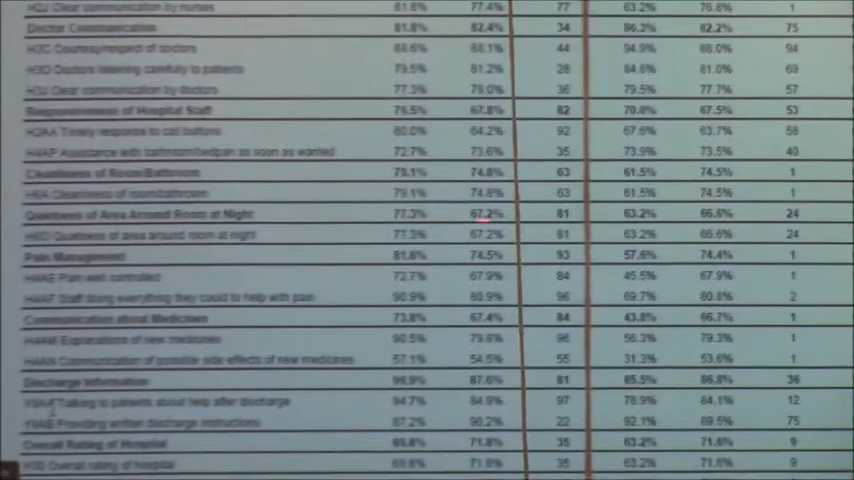 H2J Clear communication by nurses 81.8% 77.4% 77 63.2% 76.8% 1
Doctor Communication 81.8% 82.4% 34 86.3% 82.2% 75
H3C Courtesy/respect of doctors 88.6% 88.1% 44 94.9% 88.0% 94
H3D Doctors listening carefully to patients 79.5% 81.2% 28 84.6% 81.0% 69
H3J Clear communication by doctors 77.3% 78.0% 36 79.5% 77.7% 57
Responsiveness of Hospital Staff 76.5% 67.8% 82 70.0% 67.5% 53
H2AA Timely response to call buttons 80.0% 64.2% 92 67.6% 63.7% 58
H4AP Assistance with bathroom/bedpan as soon as wanted 72.7% 73.6% 35 73.9% 73.5% 40
Cleanliness of Room/Bathroom 79.1% 74.8% 63 61.5% 74.5% 1
H6A Cleanliness of room/bathroom 79.1% 74.8% 63 61.5% 74.5% 1
Quietness of Area Around Room at Night 77.3% 67.2% 81 63.2% 66.6% 24
Quietness of area around room at night 77.3% 67.2% 81 63.2% 66.6% 24
Pain Management 81.8% 74.5% 93 57.6% 74.4% 1
H4AE Pain well controlled 72.7% 67.9% 84 45.5% 67.9% 1
H4AF Staff doing everything they could to help with pain 90.9% 80.9% 96 69.7% 80.8% 2
Communication about Medicines 73.8% 67.4% 84 43.8% 66.7% 1
H4AM Explanations of new medicines 90.5% 79.8% 96 56.3% 79.3% 1
H4AN Communication of possible side effects of new medicines 57.1% 54.5% 55 31.3% 53.6% 1
Discharge Information 87.6% 81 85.5% 86.8% 36
Talking to patients about help after discharge 94.7% 84.9% 97 78.9% 84.1% 12
Providing written discharge instructions 87.2% 90.2% 22 92.1% 89.5% 75
Overall Rating of Hospital 69.8% 71.8% 35 63.2% 71.6% 9
Overall rating of hospital 69.8% 71.8% 35 63.2% 71.6% 9